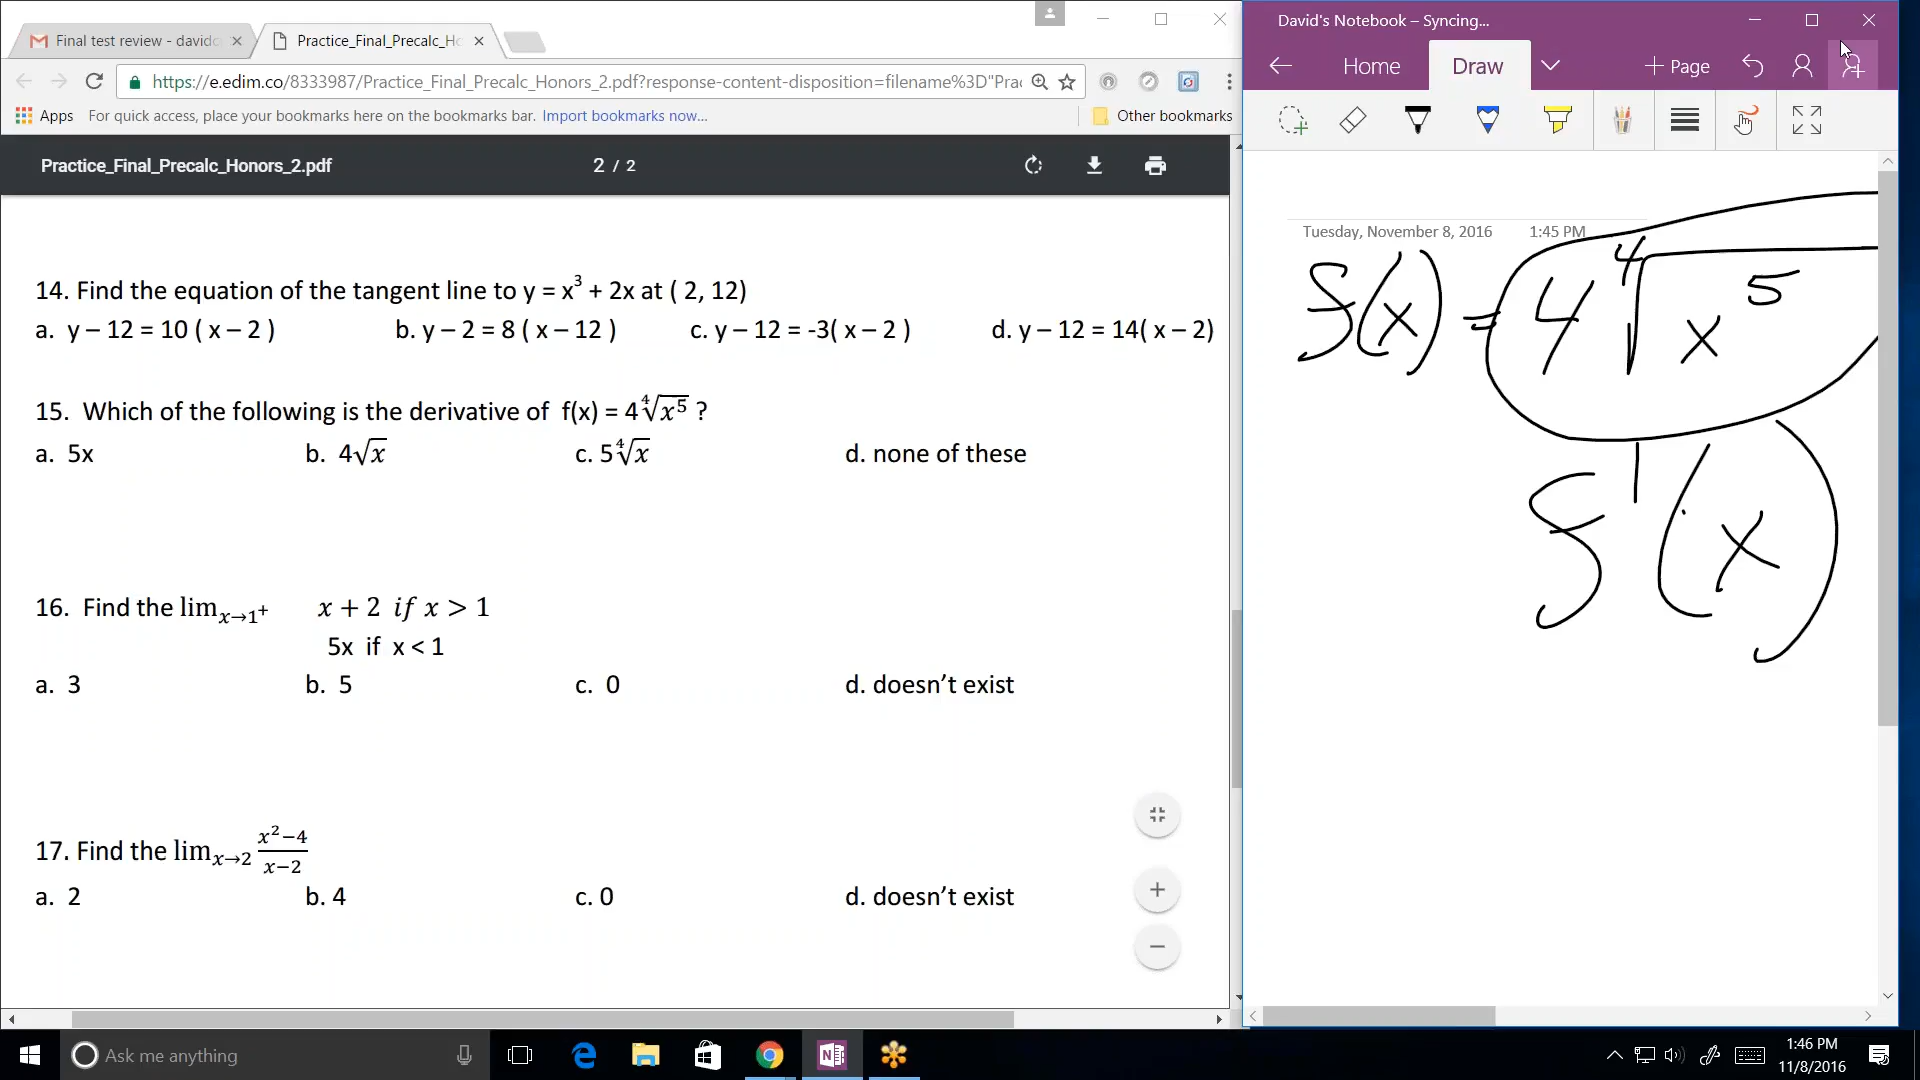 Final test review - davidc
Practice_Final_Precalc_Hc
https://e.edim.co/8333987/Practice_Final_Precalc_Honors_2.pdf?response-content-disposition=filename%3D"Prac
Apps For quick access, place your bookmarks here on the bookmarks bar. Import bookmarks now... Other bookmarks
Practice_Final_Precalc_Honors_2.pdf 2 / 2
14. Find the equation of the tangent line to y = x³ + 2x at ( 2, 12)
a. y – 12 = 10 ( x – 2 ) b. y – 2 = 8 ( x – 12 ) c. y – 12 = -3( x – 2 ) d. y – 12 = 14( x – 2)
15. Which of the following is the derivative of f(x) = 4∜x⁵ ?
a. 5x b. 4√x c. 5∜x d. none of these
16. Find the lim x→1⁺ x + 2 if x > 1
5x if x < 1
a. 3 b. 5 c. 0 d. doesn't exist
17. Find the lim x→2 x²−4 / x−2
a. 2 b. 4 c. 0 d. doesn't exist
David's Notebook – Syncing...
Home Draw + Page
Tuesday, November 8, 2016 1:45 PM
f(x) = 4∜x⁵
f'(x)
Ask me anything
1:46 PM
11/8/2016